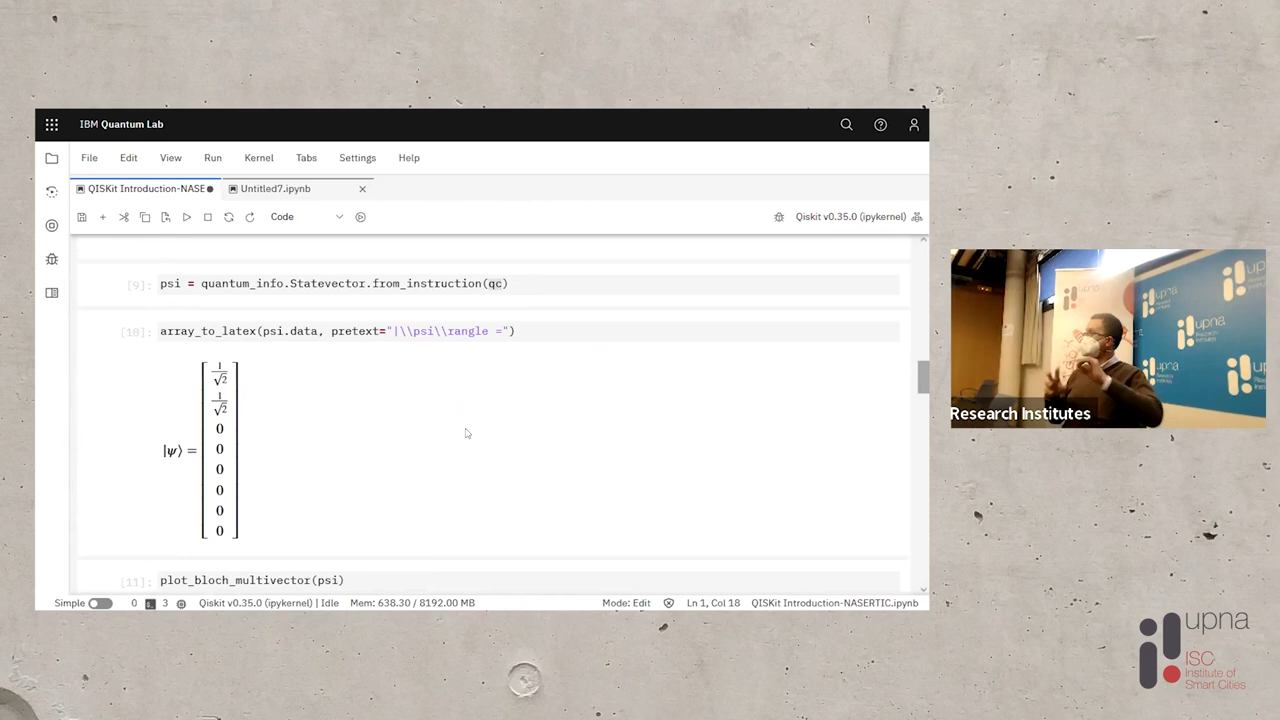 IBM Quantum Lab
File Edit View Run Kernel Tabs Settings Help
QISKit Introduction-NASE
Untitled7.ipynb
Code
Qiskit v0.35.0 (ipykernel)
[9]: psi = quantum_info.Statevector.from_instruction(qc)
[10]: array_to_latex(psi.data, pretext="|\\psi\\rangle =")
1
√2
1
√2
0
0
|ψ⟩ =
0
0
0
0
[11]: plot_bloch_multivector(psi)
Simple 0 3 Qiskit v0.35.0 (ipykernel) | Idle Mem: 638.30 / 8192.00 MB Mode: Edit Ln 1, Col 18 QISKit Introduction-NASERTIC.ipynb
upna
upna
upna
upna
Research Institutes
upna
ISC
Institute of
Smart Cities